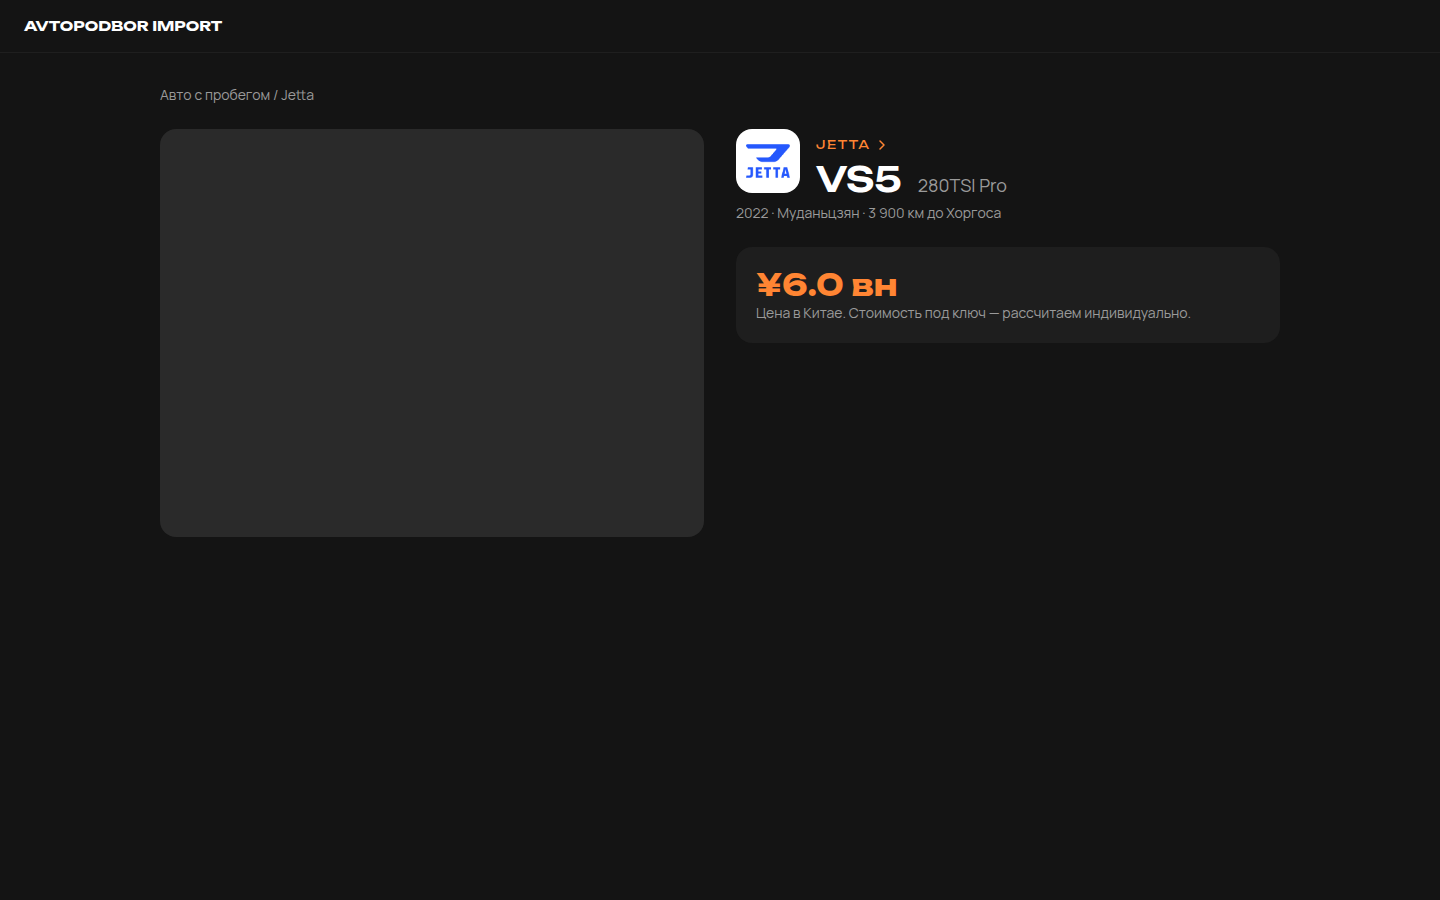 AVTOPODBOR IMPORT
Авто с пробегом / Jetta
JETTA
JETTA >
VS5 280TSI Pro
2022 · Муданьцзян · 3 900 км до Хоргоса
¥6.0 вн
Цена в Китае. Стоимость под ключ — рассчитаем индивидуально.